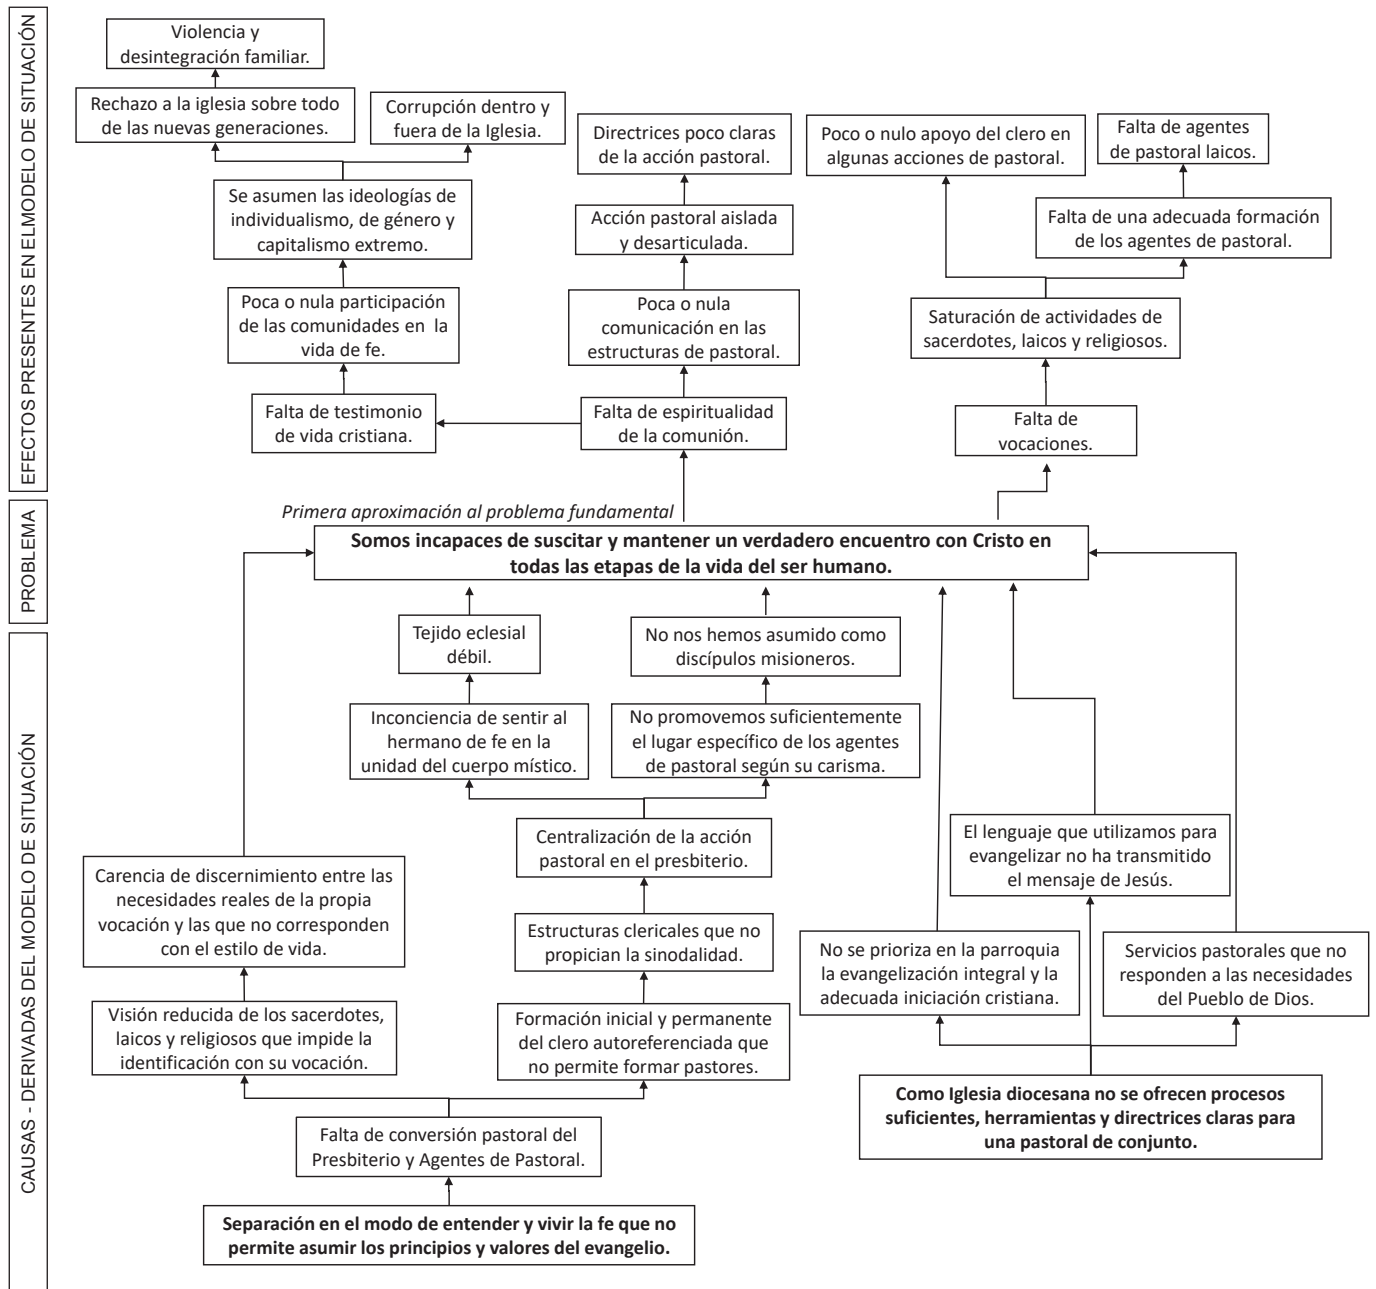 EFECTOS PRESENTES EN ELMODELO DE SITUACIÓN
Violencia y
desintegración familiar.
Rechazo a la iglesia sobre todo
de las nuevas generaciones.
Corrupción dentro y
fuera de la Iglesia.
Se asumen las ideologías de
individualismo, de género y
capitalismo extremo.
Poca o nula participación
de las comunidades en la
vida de fe.
Falta de testimonio
de vida cristiana.
Directrices poco claras
de la acción pastoral.
Acción pastoral aislada
y desarticulada.
Poca o nula
comunicación en las
estructuras de pastoral.
Falta de espiritualidad
de la comunión.
Poco o nulo apoyo del clero en
algunas acciones de pastoral.
Falta de agentes
de pastoral laicos.
Falta de una adecuada formación
de los agentes de pastoral.
Saturación de actividades de
sacerdotes, laicos y religiosos.
Falta de
vocaciones.
PROBLEMA
Primera aproximación al problema fundamental
Somos incapaces de suscitar y mantener un verdadero encuentro con Cristo en
todas las etapas de la vida del ser humano.
CAUSAS - DERIVADAS DEL MODELO DE SITUACIÓN
Tejido eclesial
débil.
No nos hemos asumido como
discípulos misioneros.
Inconciencia de sentir al
hermano de fe en la
unidad del cuerpo místico.
No promovemos suficientemente
el lugar específico de los agentes
de pastoral según su carisma.
Centralización de la acción
pastoral en el presbiterio.
El lenguaje que utilizamos para
evangelizar no ha transmitido
el mensaje de Jesús.
Carencia de discernimiento entre las
necesidades reales de la propia
vocación y las que no corresponden
con el estilo de vida.
Estructuras clericales que no
propician la sinodalidad.
No se prioriza en la parroquia
la evangelización integral y la
adecuada iniciación cristiana.
Servicios pastorales que no
responden a las necesidades
del Pueblo de Dios.
Visión reducida de los sacerdotes,
laicos y religiosos que impide la
identificación con su vocación.
Formación inicial y permanente
del clero autoreferenciada que
no permite formar pastores.
Como Iglesia diocesana no se ofrecen procesos
suficientes, herramientas y directrices claras para
una pastoral de conjunto.
Falta de conversión pastoral del
Presbiterio y Agentes de Pastoral.
Separación en el modo de entender y vivir la fe que no
permite asumir los principios y valores del evangelio.